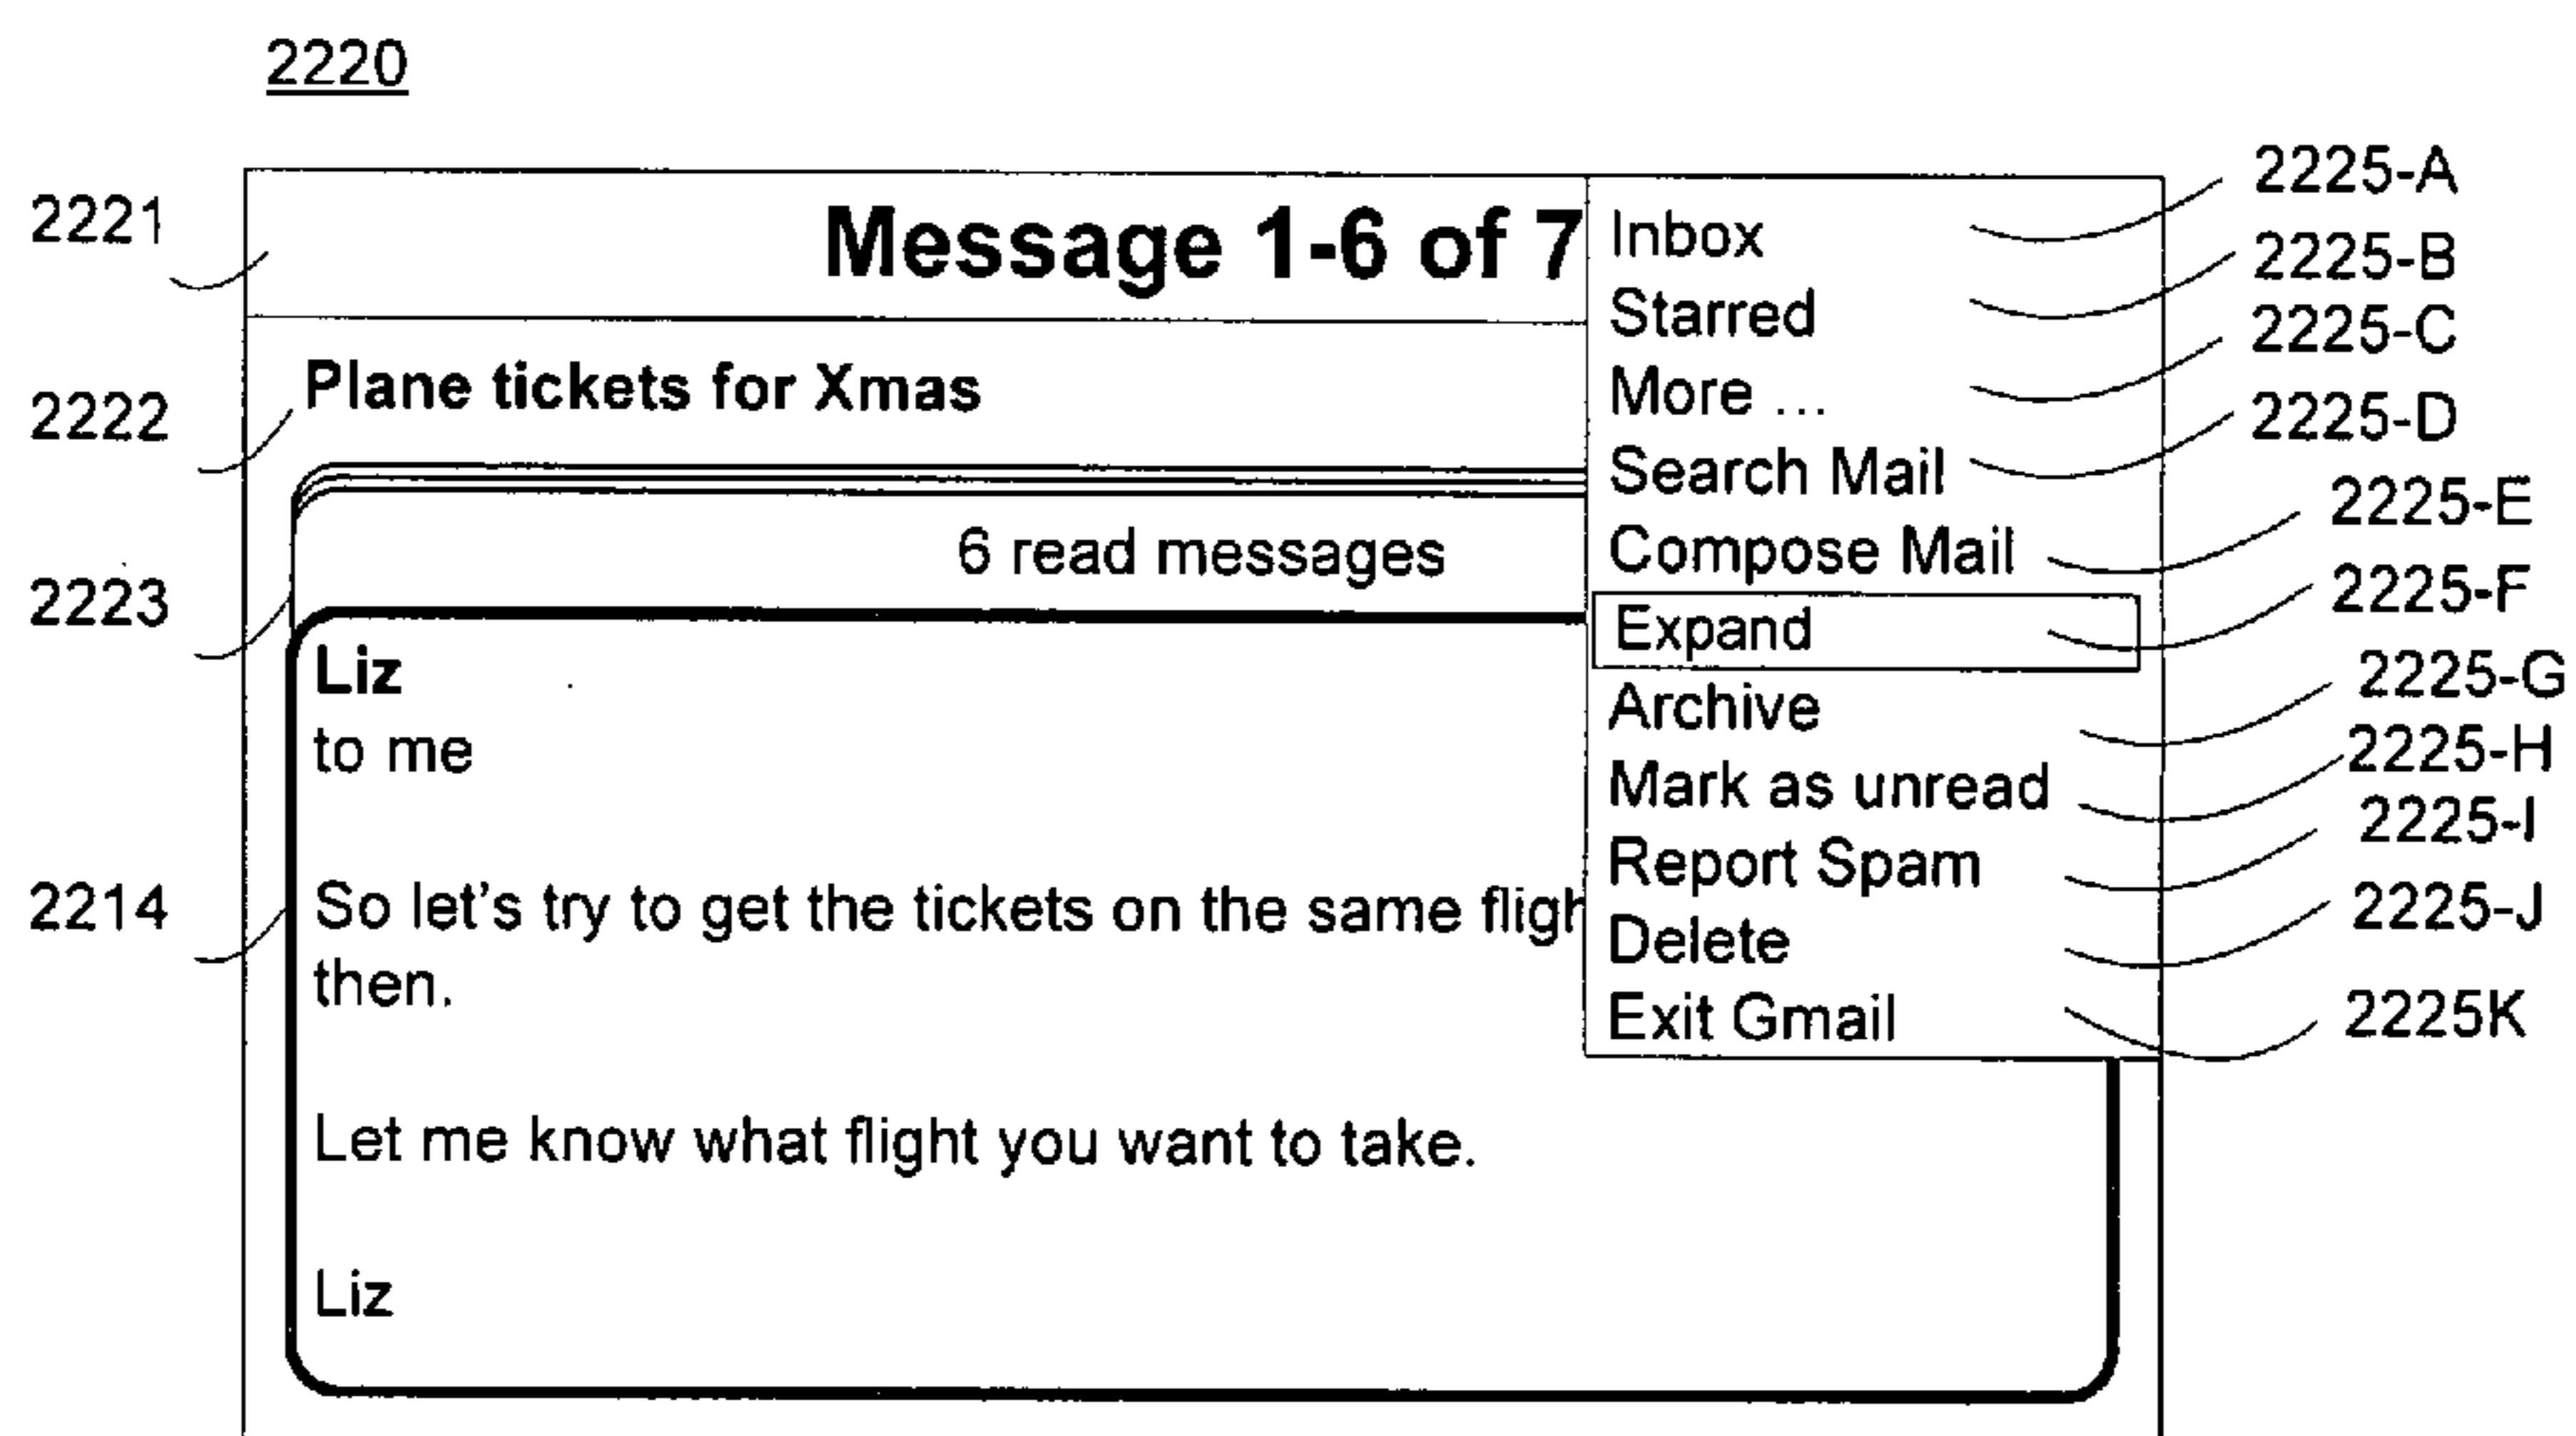 2220
2221
Message 1-6 of 7
2222
Plane tickets for Xmas
2223
6 read messages
Liz
to me
2214
So let's try to get the tickets on the same fligh
then.
Let me know what flight you want to take.
Liz
Inbox
2225-A
Starred
2225-B
More ...
2225-C
Search Mail
2225-D
Compose Mail
2225-E
Expand
2225-F
Archive
2225-G
Mark as unread
2225-H
Report Spam
2225-I
Delete
2225-J
Exit Gmail
2225K